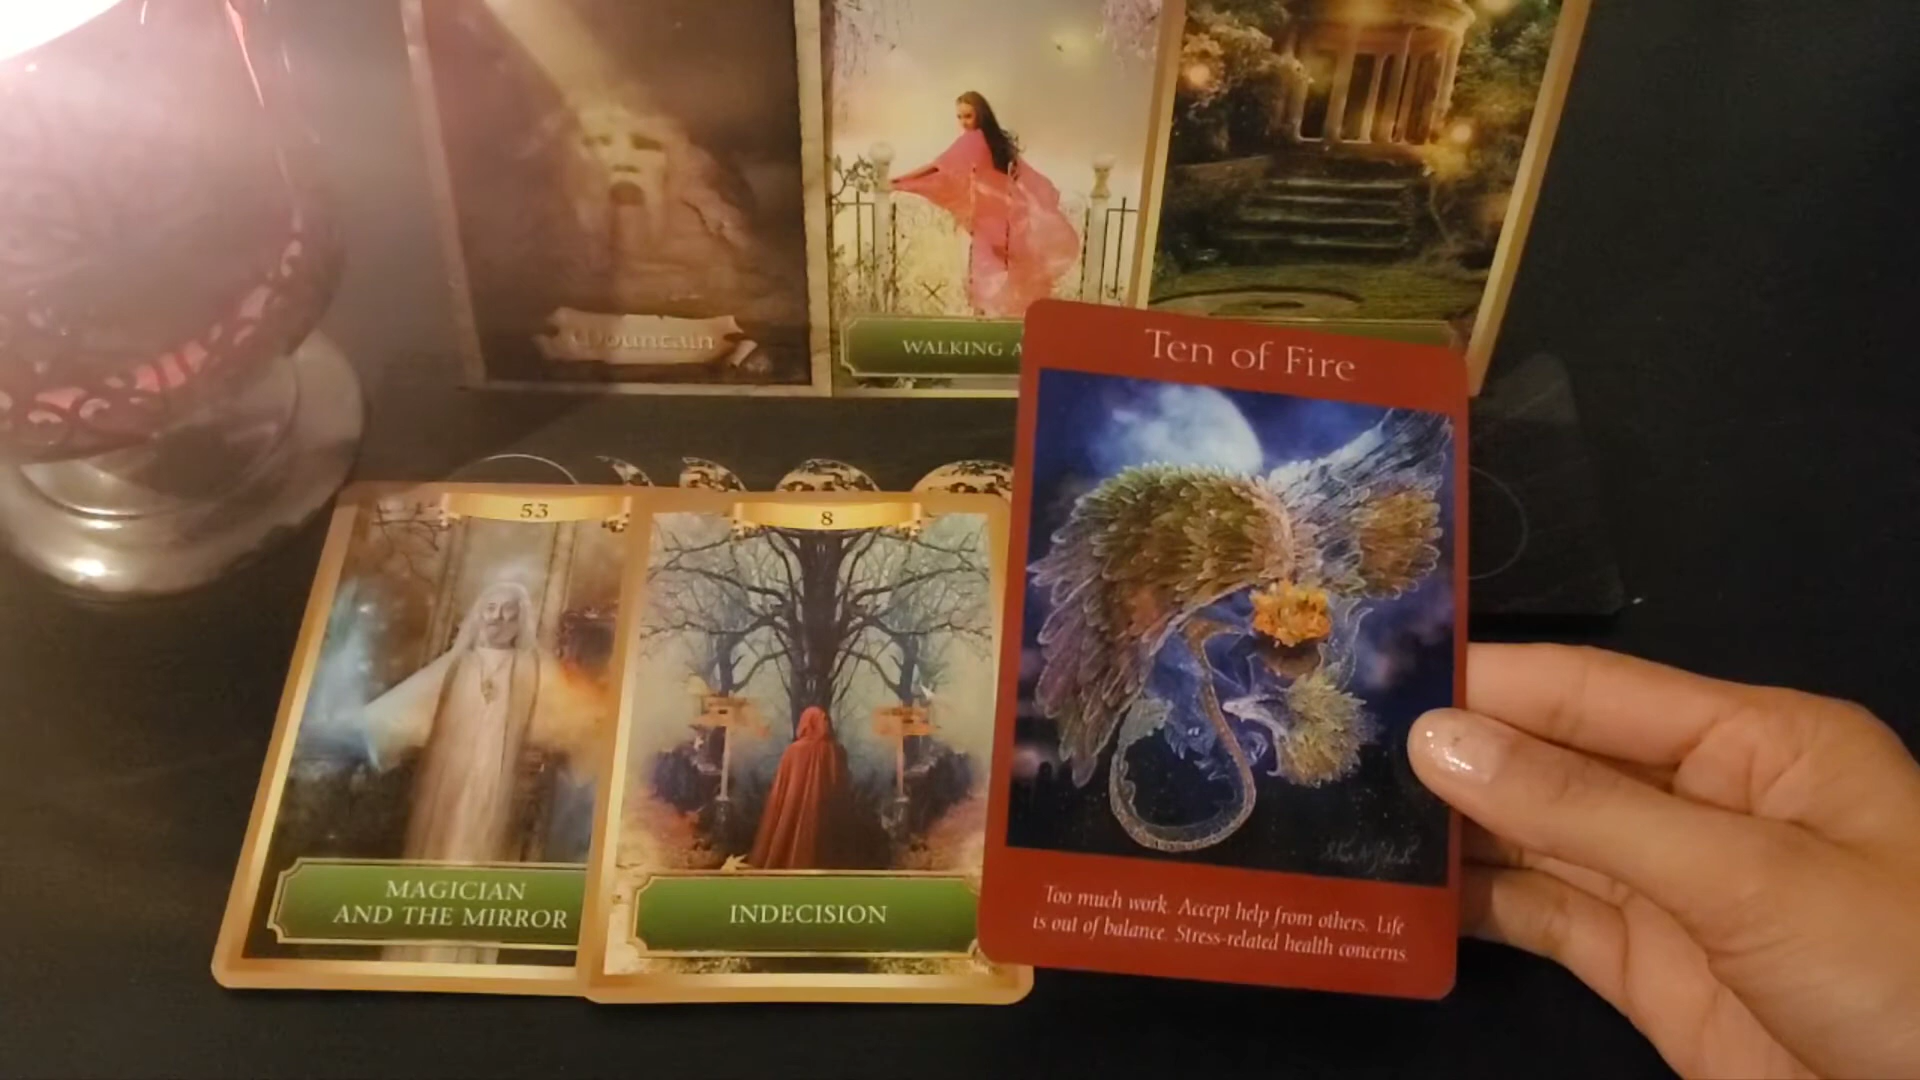 Mountain
WALKING A
Ten of Fire
53
8
MAGICIAN
AND THE MIRROR
INDECISION
Too much work. Accept help from others. Life
is out of balance. Stress-related health concerns.